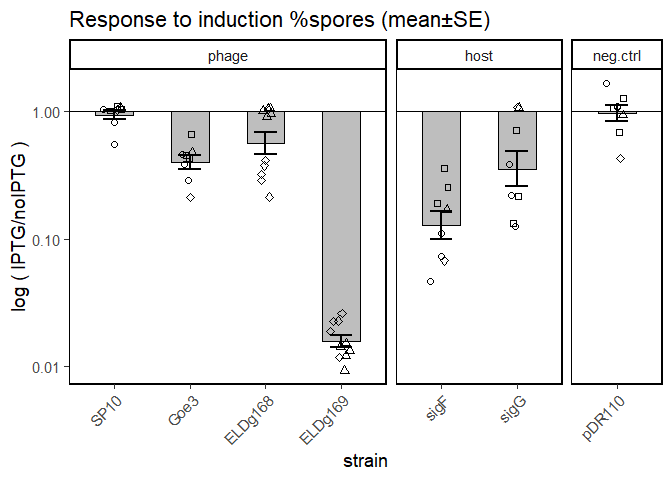 Response to induction %spores (mean±SE)
phage
host
neg.ctrl
log ( IPTG/noIPTG )
1.00
0.10
0.01
SP10
Goe3
ELDg168
ELDg169
sigF
sigG
pDR110
strain